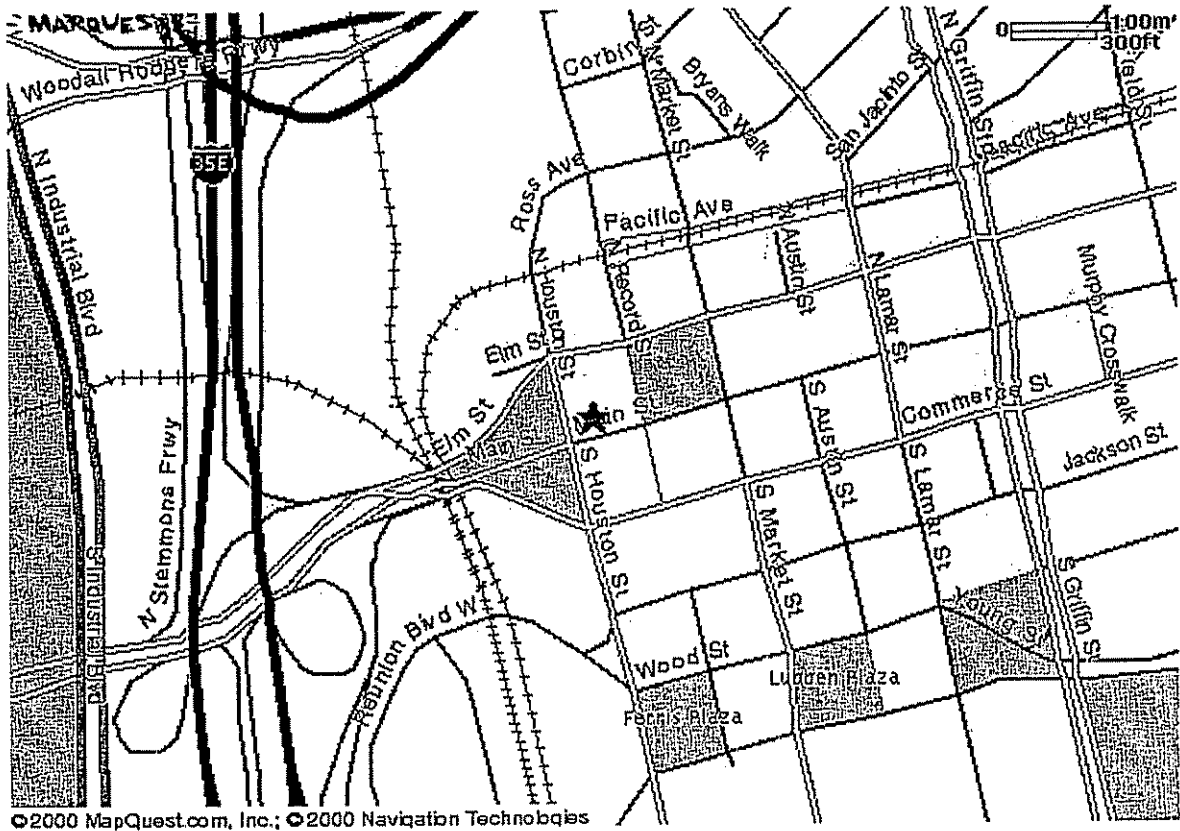 MARQUES
Woodall Rodgers Frwy
35E
N Industrial Blvd
N Stemmons Frwy
S Industrial Blvd
Corbin
N Market St
Bryans Walk
San Jacinto St
N Griffin St
Field St
0
100m
300ft
Pacific Ave
Ross Ave
Pacific Ave
N Houston St
N Record St
N Austin St
N Lamar St
Murphy Crosswalk
Elm St
Elm St
Main
Main
Commerce St
Jackson St
S Houston St
S Market St
S Austin St
S Lamar St
S Griffin St
Young St
Reunion Blvd W
Wood St
Lubben Plaza
Ferris Plaza
©2000 MapQuest.com, Inc.; ©2000 Navigation Technologies